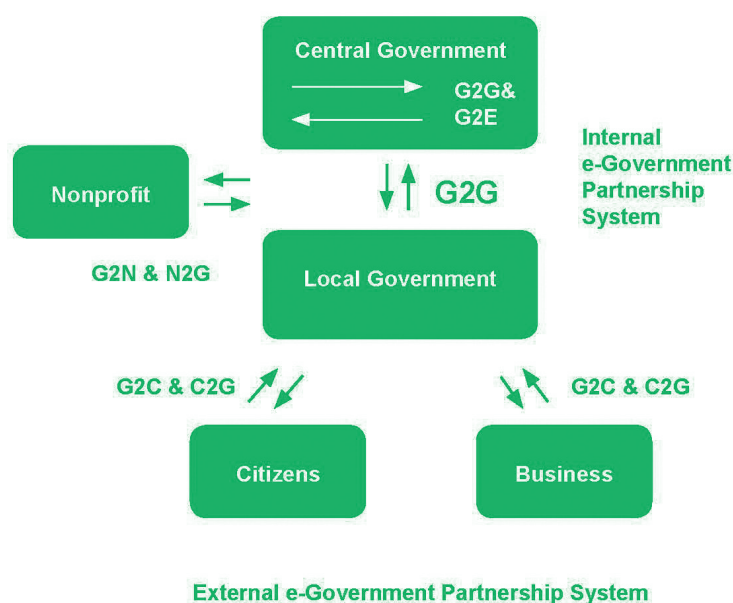 Central Government
G2G&
G2E
Internal
e-Government
Partnership
System
Nonprofit
G2G
G2N & N2G
Local Government
G2C & C2G
G2C & C2G
Citizens
Business
External e-Government Partnership System